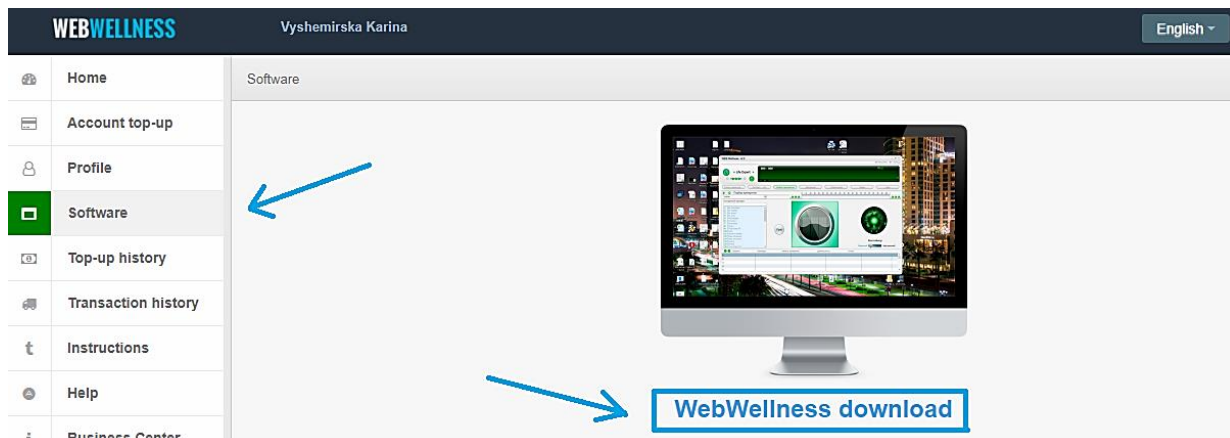 WEBWELLNESS
Vyshemirska Karina
English
Home
Software
Account top-up
Profile
Software
Top-up history
Transaction history
Instructions
Help
Business Center
WebWellness download